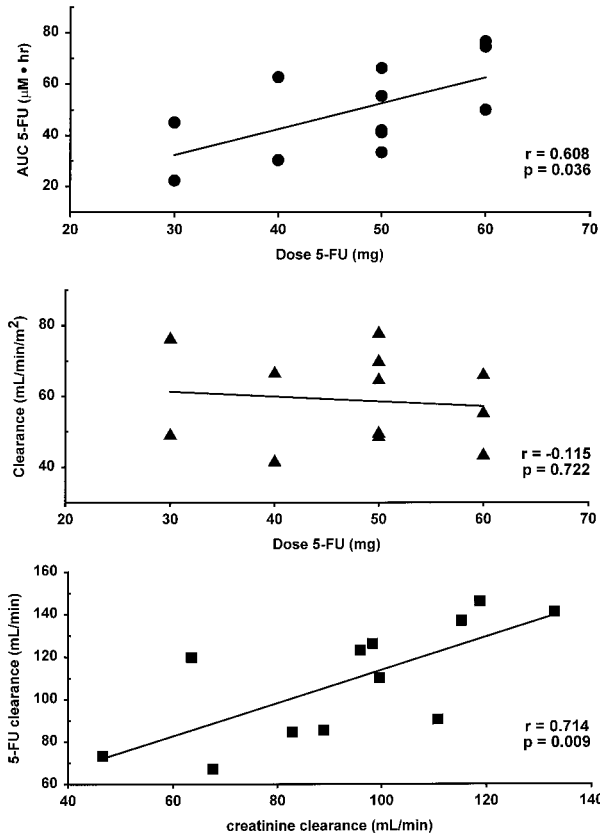 80
60
40
20
AUC 5-FU (μM • hr)
r = 0.608
p = 0.036
20 30 40 50 60 70
Dose 5-FU (mg)
80
60
40
Clearance (mL/min/m²)
r = -0.115
p = 0.722
20 30 40 50 60 70
Dose 5-FU (mg)
160
140
120
100
80
60
5-FU clearance (mL/min)
r = 0.714
p = 0.009
40 60 80 100 120 140
creatinine clearance (mL/min)